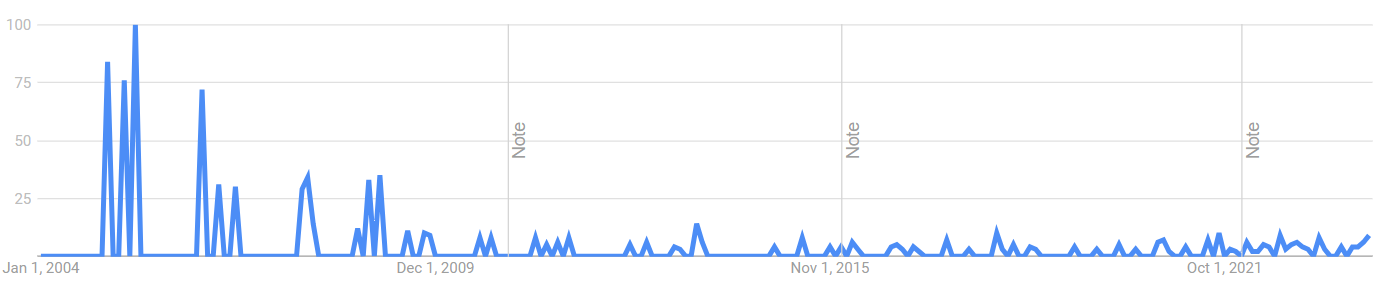 100
75
50
25
Note
Note
Note
Jan 1, 2004
Dec 1, 2009
Nov 1, 2015
Oct 1, 2021